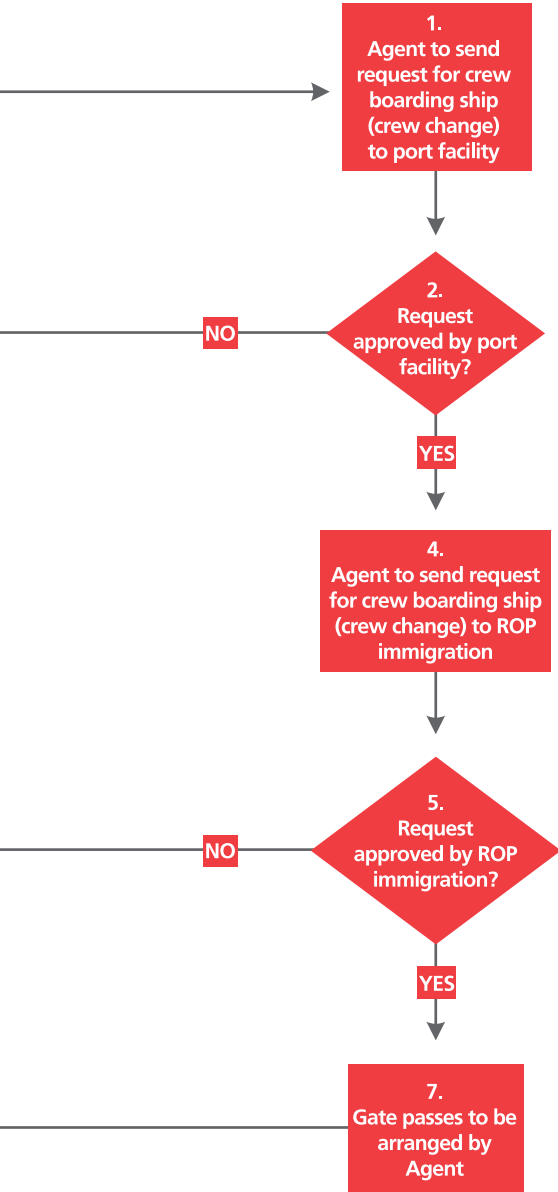 1.
Agent to send
request for crew
boarding ship
(crew change)
to port facility
2.
Request
approved by port
facility?
NO
YES
4.
Agent to send request
for crew boarding ship
(crew change) to ROP
immigration
5.
Request
approved by ROP
immigration?
NO
YES
7.
Gate passes to be
arranged by
Agent